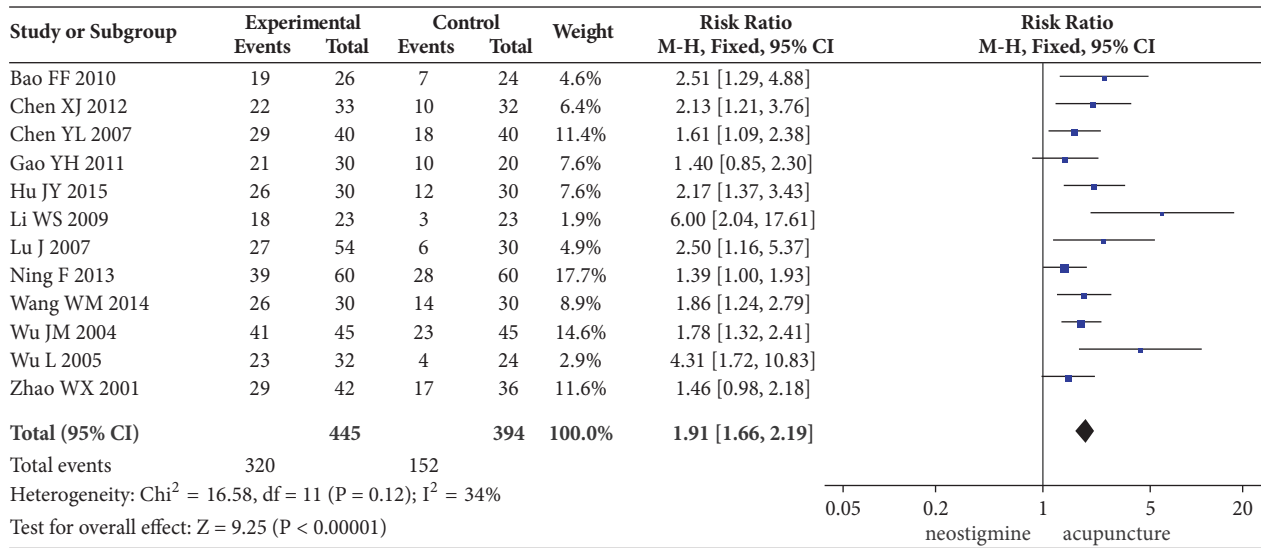 Study or Subgroup Experimental Control Weight Risk Ratio Risk Ratio
Events Total Events Total M-H, Fixed, 95% CI M-H, Fixed, 95% CI
Bao FF 2010 19 26 7 24 4.6% 2.51 [1.29, 4.88]
Chen XJ 2012 22 33 10 32 6.4% 2.13 [1.21, 3.76]
Chen YL 2007 29 40 18 40 11.4% 1.61 [1.09, 2.38]
Gao YH 2011 21 30 10 20 7.6% 1 .40 [0.85, 2.30]
Hu JY 2015 26 30 12 30 7.6% 2.17 [1.37, 3.43]
Li WS 2009 18 23 3 23 1.9% 6.00 [2.04, 17.61]
Lu J 2007 27 54 6 30 4.9% 2.50 [1.16, 5.37]
Ning F 2013 39 60 28 60 17.7% 1.39 [1.00, 1.93]
Wang WM 2014 26 30 14 30 8.9% 1.86 [1.24, 2.79]
Wu JM 2004 41 45 23 45 14.6% 1.78 [1.32, 2.41]
Wu L 2005 23 32 4 24 2.9% 4.31 [1.72, 10.83]
Zhao WX 2001 29 42 17 36 11.6% 1.46 [0.98, 2.18]
Total (95% CI) 445 394 100.0% 1.91 [1.66, 2.19]
Total events 320 152
Heterogeneity: Chi² = 16.58, df = 11 (P = 0.12); I² = 34%
Test for overall effect: Z = 9.25 (P < 0.00001)
0.05 0.2 1 5 20
neostigmine acupuncture